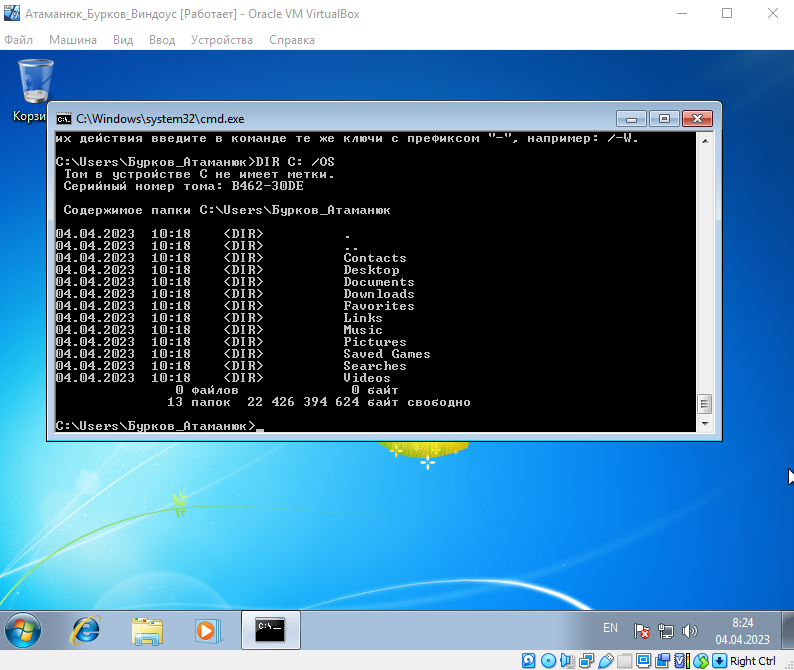 Атаманюк_Бурков_Виндоус [Работает] - Oracle VM VirtualBox
Файл Машина Вид Ввод Устройства Справка
Корзи
C:\Windows\system32\cmd.exe
их действия введите в команде те же ключи с префиксом "-", например: /-W.
C:\Users\Бурков_Атаманюк>DIR C: /OS
Том в устройстве C не имеет метки.
Серийный номер тома: B462-30DE
Содержимое папки C:\Users\Бурков_Атаманюк
04.04.2023 10:18 <DIR> .
04.04.2023 10:18 <DIR> ..
04.04.2023 10:18 <DIR> Contacts
04.04.2023 10:18 <DIR> Desktop
04.04.2023 10:18 <DIR> Documents
04.04.2023 10:18 <DIR> Downloads
04.04.2023 10:18 <DIR> Favorites
04.04.2023 10:18 <DIR> Links
04.04.2023 10:18 <DIR> Music
04.04.2023 10:18 <DIR> Pictures
04.04.2023 10:18 <DIR> Saved Games
04.04.2023 10:18 <DIR> Searches
04.04.2023 10:18 <DIR> Videos
0 файлов 0 байт
13 папок 22 426 394 624 байт свободно
C:\Users\Бурков_Атаманюк>_
EN
8:24
04.04.2023
Right Ctrl